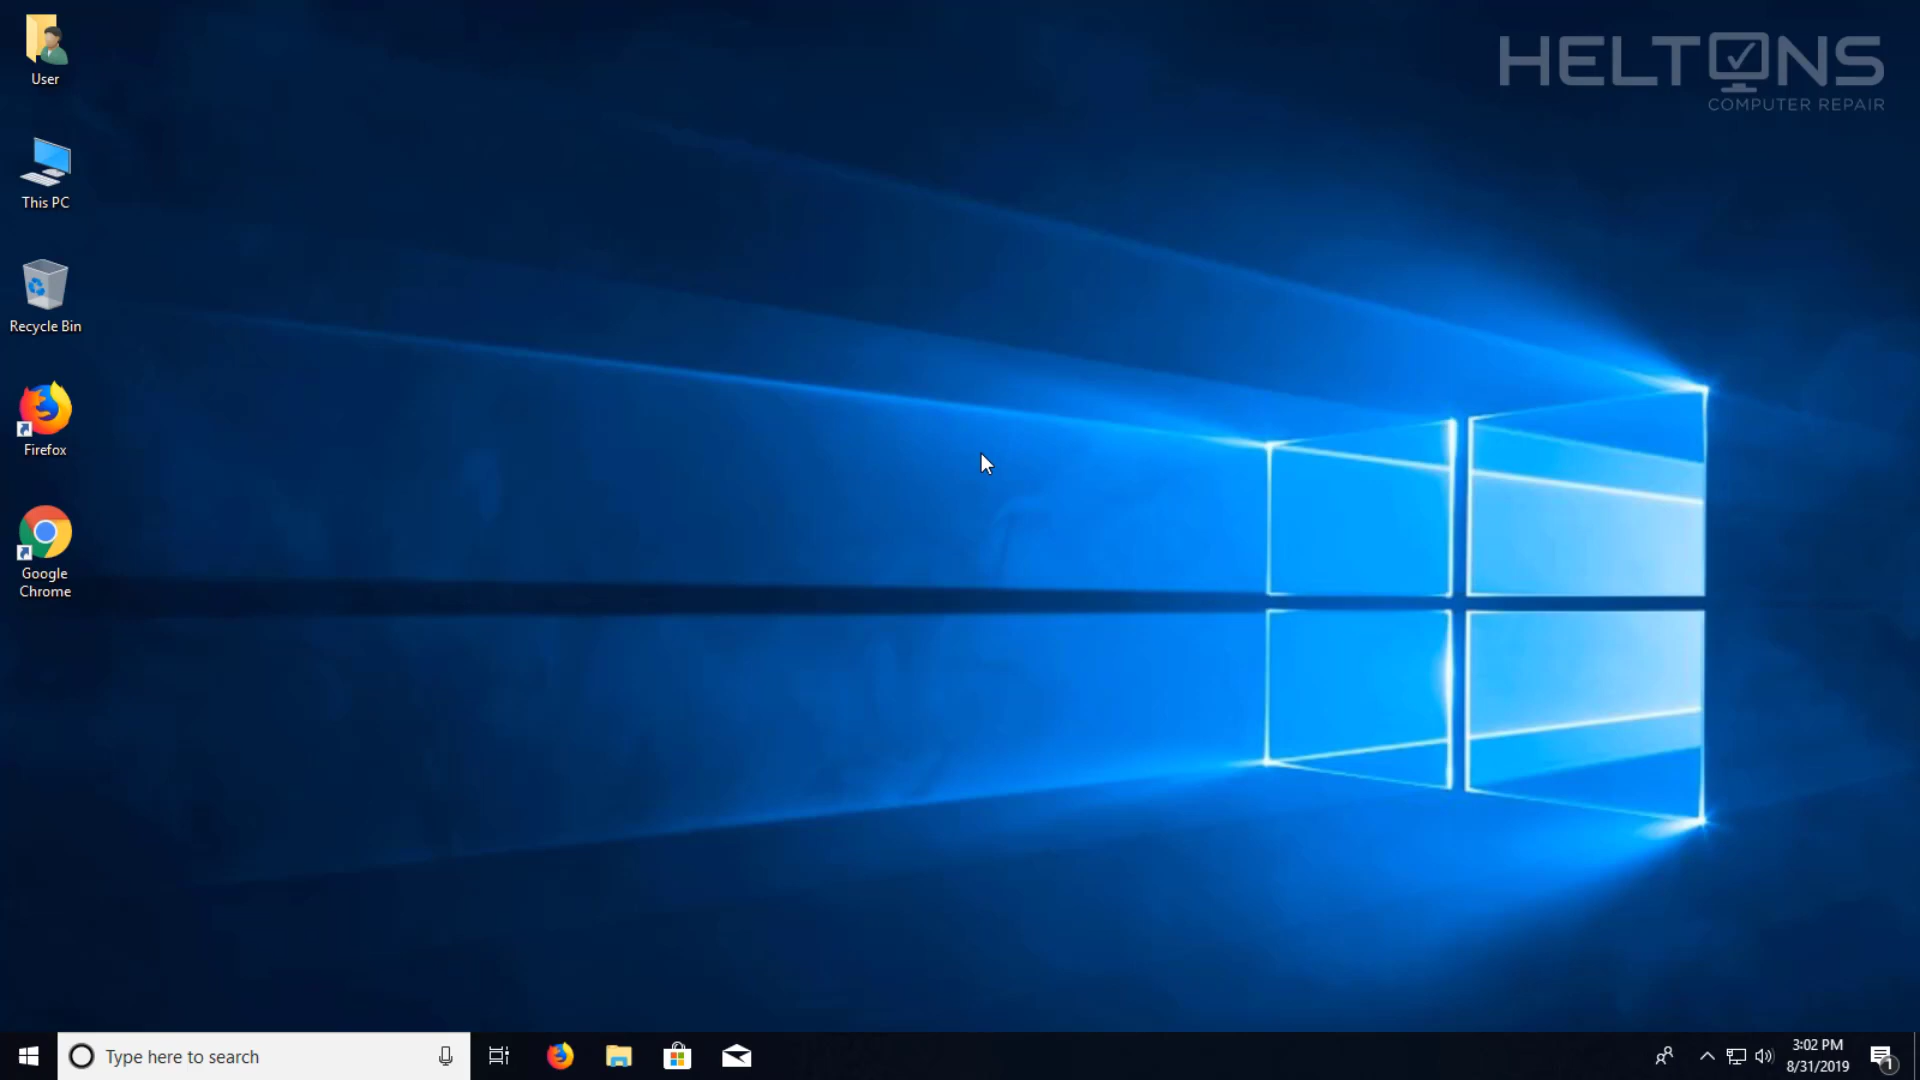 User
HELTONS
COMPUTER REPAIR
This PC
Recycle Bin
Firefox
Google
Chrome
Type here to search
3:02 PM
8/31/2019
1